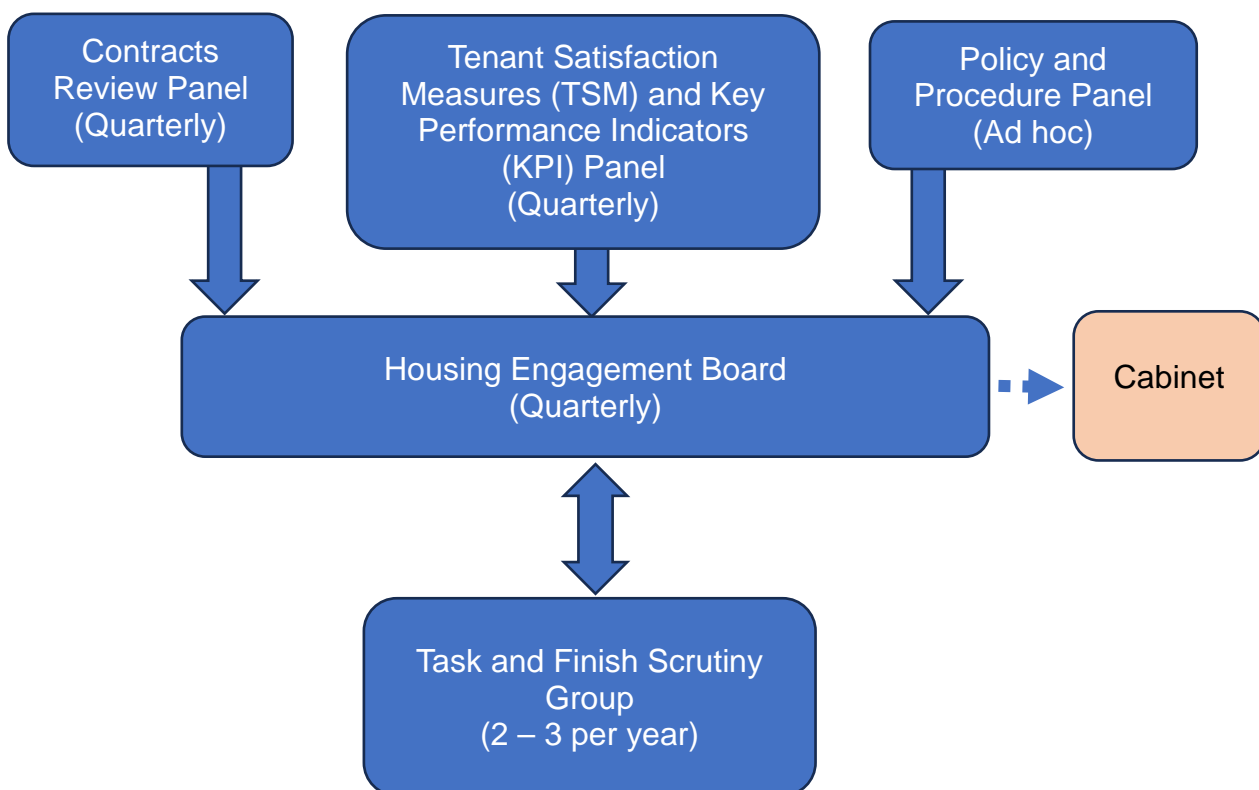 Contracts
Review Panel
(Quarterly)
Tenant Satisfaction
Measures (TSM) and Key
Performance Indicators
(KPI) Panel
(Quarterly)
Policy and
Procedure Panel
(Ad hoc)
Housing Engagement Board
(Quarterly)
Cabinet
Task and Finish Scrutiny
Group
(2 – 3 per year)